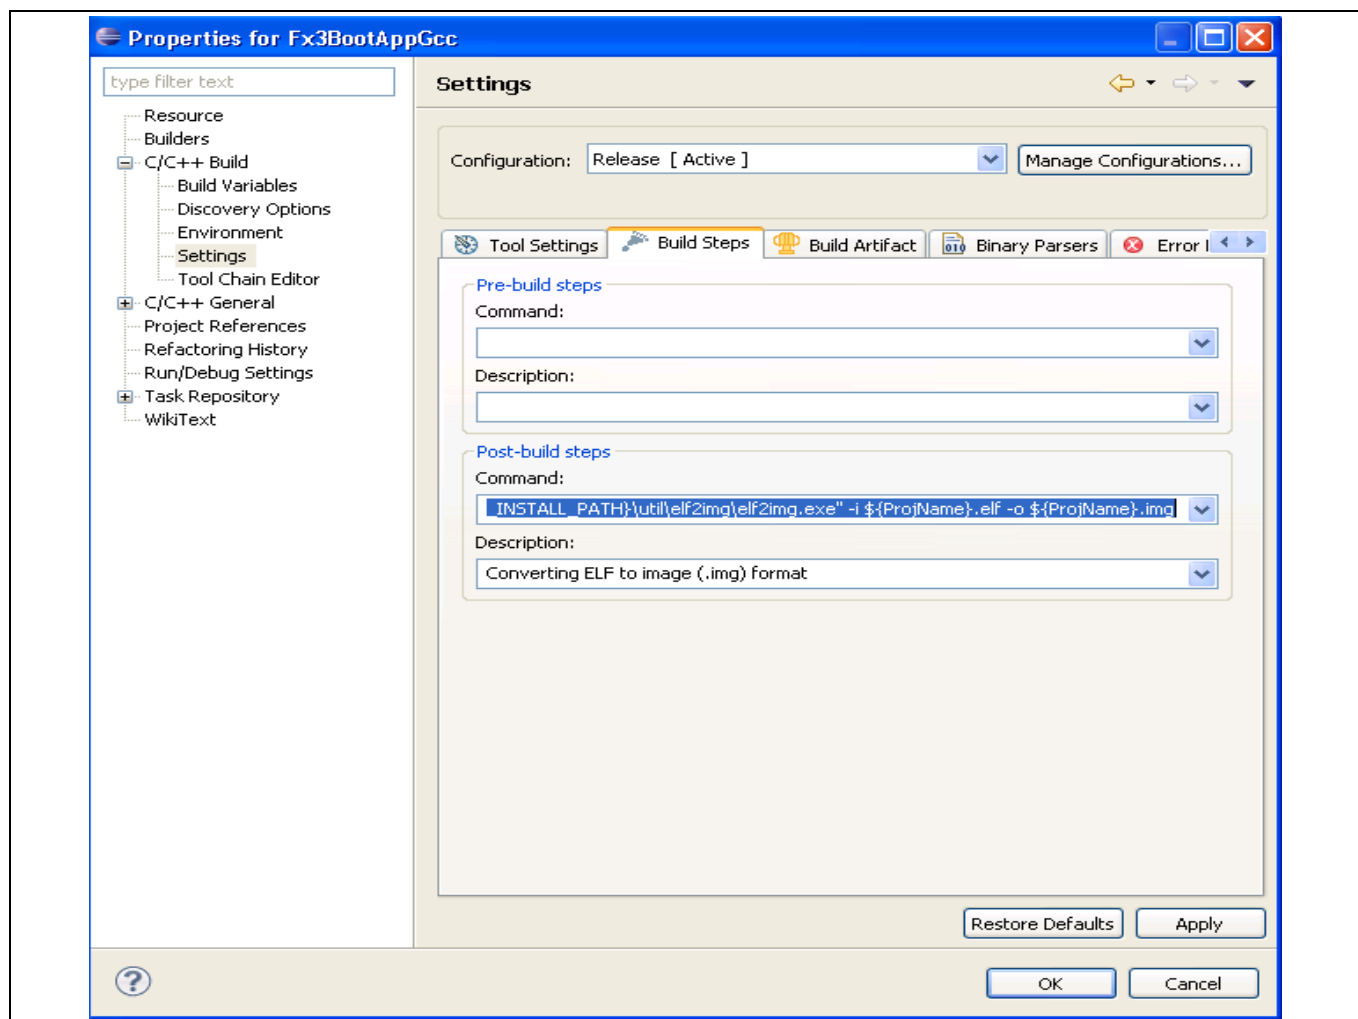 Properties for Fx3BootAppGcc
type filter text
Resource
Builders
C/C++ Build
Build Variables
Discovery Options
Environment
Settings
Tool Chain Editor
C/C++ General
Project References
Refactoring History
Run/Debug Settings
Task Repository
WikiText
Settings
Configuration:
Release [ Active ]
Manage Configurations...
Tool Settings
Build Steps
Build Artifact
Binary Parsers
Error
Pre-build steps
Command:
Description:
Post-build steps
Command:
_INSTALL_PATH}\util\elf2img\elf2img.exe" -i ${ProjName}.elf -o ${ProjName}.img
Description:
Converting ELF to image (.img) format
Restore Defaults
Apply
?
OK
Cancel